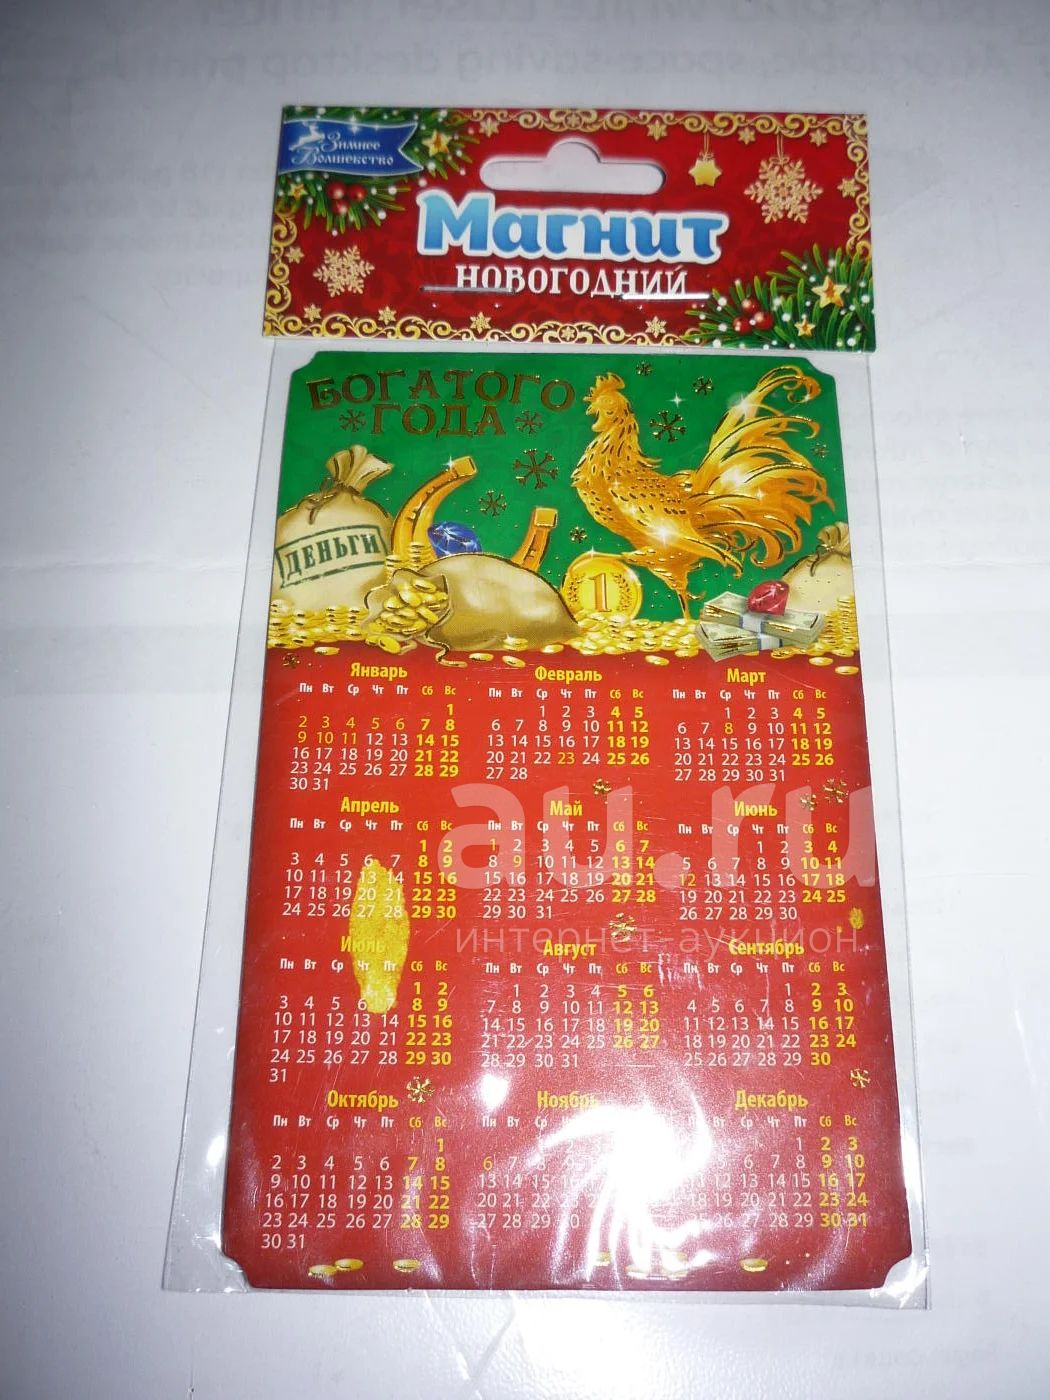 Зимнее
Волшебство
Магнит
НОВОГОДНИЙ
БОГАТОГО
ГОДА
ДЕНЬГИ
1
Январь Февраль Март
Пн Вт Ср Чт Пт Сб Вс Пн Вт Ср Чт Пт Сб Вс Пн Вт Ср Чт Пт Сб Вс
1 1 2 3 4 5 1 2 3 4 5
2 3 4 5 6 7 8 6 7 8 9 10 11 12 6 7 8 9 10 11 12
9 10 11 12 13 14 15 13 14 15 16 17 18 19 13 14 15 16 17 18 19
16 17 18 19 20 21 22 20 21 22 23 24 25 26 20 21 22 23 24 25 26
23 24 25 26 27 28 29 27 28 27 28 29 30 31
30 31
Апрель Май Июнь
Пн Вт Ср Чт Пт Сб Вс Пн Вт Ср Чт Пт Сб Вс Пн Вт Ср Чт Пт Сб Вс
1 2 1 2 3 4 5 6 7 1 2 3 4
3 4 5 6 7 8 9 8 9 10 11 12 13 14 5 6 7 8 9 10 11
10 11 12 13 14 15 16 15 16 17 18 19 20 21 12 13 14 15 16 17 18
17 18 19 20 21 22 23 22 23 24 25 26 27 28 19 20 21 22 23 24 25
24 25 26 27 28 29 30 29 30 31 26 27 28 29 30
Июль Август Сентябрь
Пн Вт Ср Чт Пт Сб Вс Пн Вт Ср Чт Пт Сб Вс Пн Вт Ср Чт Пт Сб Вс
1 2 1 2 3 4 5 6 1 2 3
3 4 5 6 7 8 9 7 8 9 10 11 12 13 4 5 6 7 8 9 10
10 11 12 13 14 15 16 14 15 16 17 18 19 20 11 12 13 14 15 16 17
17 18 19 20 21 22 23 21 22 23 24 25 26 27 18 19 20 21 22 23 24
24 25 26 27 28 29 30 28 29 30 31 25 26 27 28 29 30
31
Октябрь Ноябрь Декабрь
Пн Вт Ср Чт Пт Сб Вс Пн Вт Ср Чт Пт Сб Вс
1 1 2 3
2 3 4 5 6 7 8 6 7 8 6 7 8 9 10
9 10 11 12 13 14 15 13 14 15 13 14 15 16 17
16 17 18 19 20 21 22 20 21 22 19 20 21 22 23 24
23 24 25 26 27 28 29 27 28 29 26 27 28 29 30 31
30 31
au.ru
интернет-аукцион